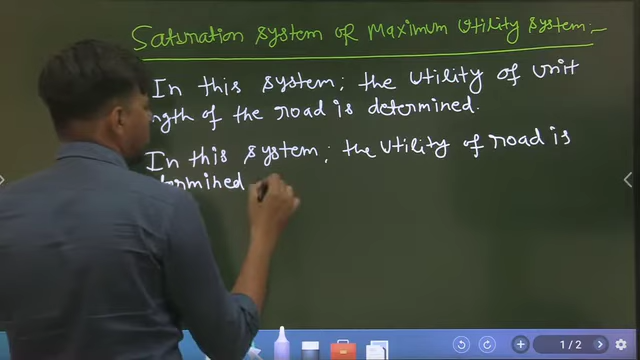 Saturation system or Maximum Utility system:-
In this system; the utility of unit
ngth of the road is determined.
In this system; the utility of road is
termined
1/2